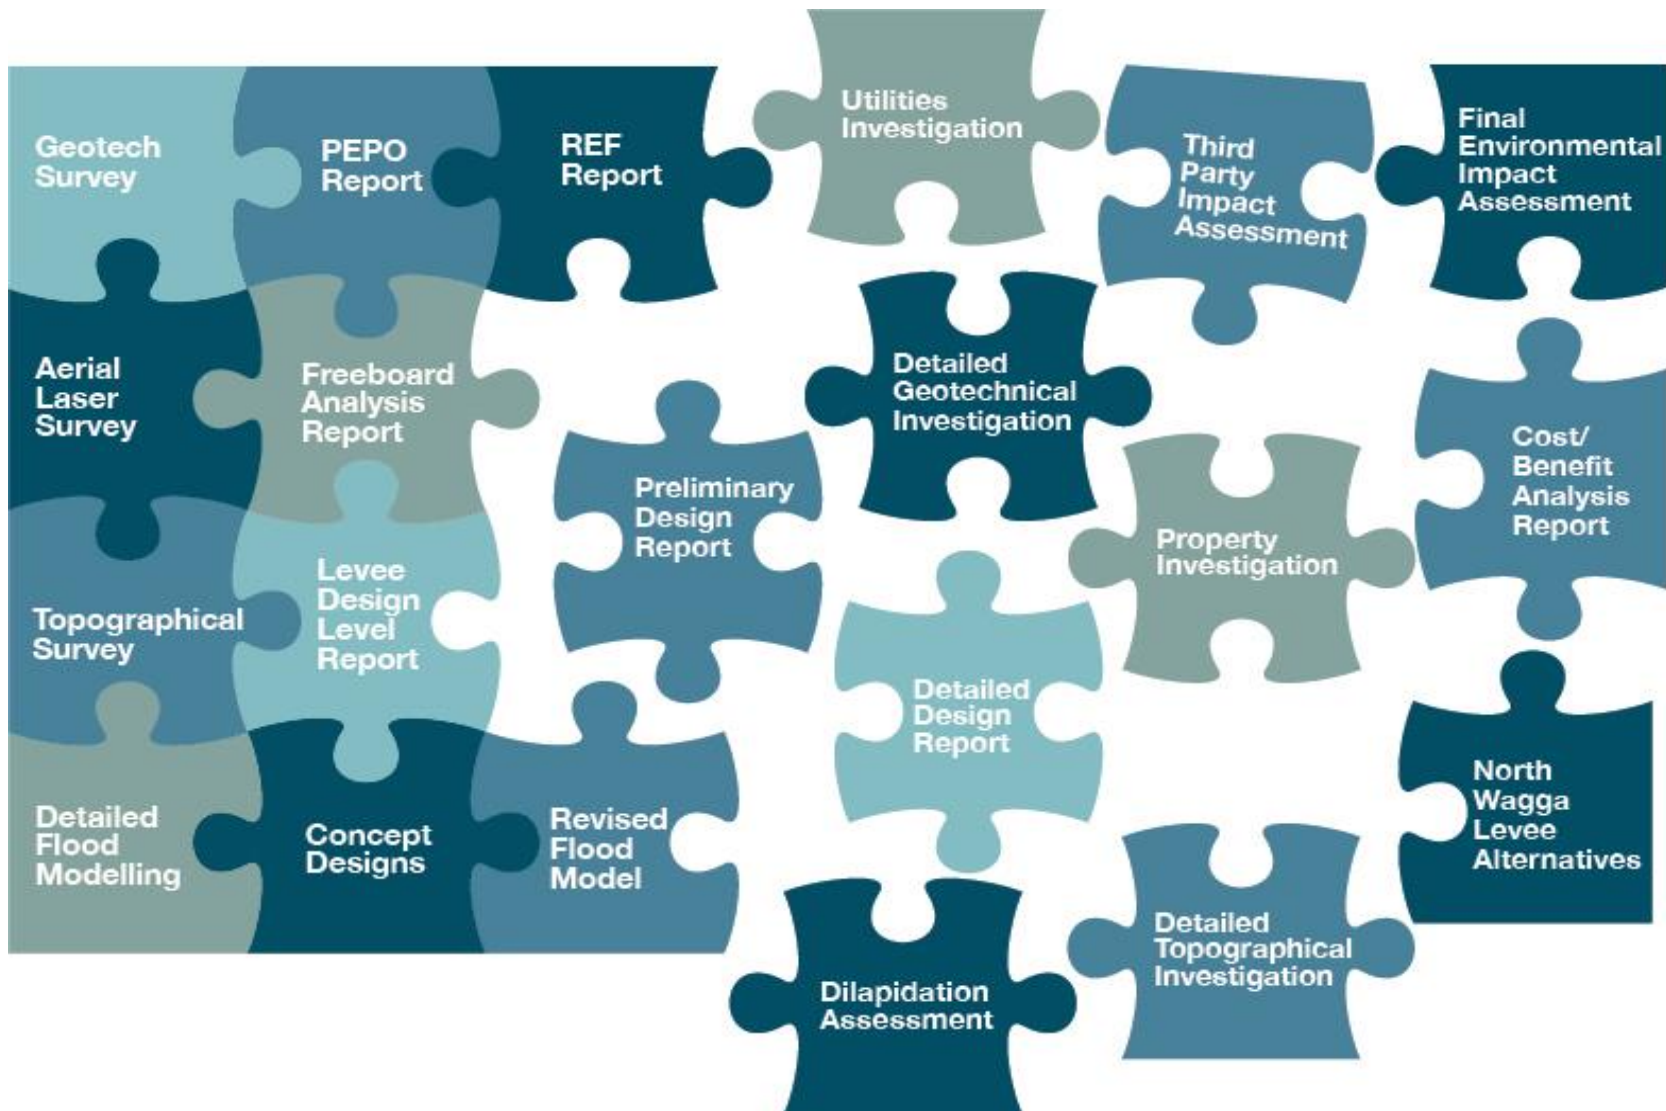 Geotech
Survey
PEPO
Report
REF
Report
Utilities
Investigation
Third
Party
Impact
Assessment
Final
Environmental
Impact
Assessment
Aerial
Laser
Survey
Freeboard
Analysis
Report
Preliminary
Design
Report
Detailed
Geotechnical
Investigation
Property
Investigation
Cost/
Benefit
Analysis
Report
Topographical
Survey
Levee
Design
Level
Report
Detailed
Design
Report
North
Wagga
Levee
Alternatives
Detailed
Flood
Modelling
Concept
Designs
Revised
Flood
Model
Dilapidation
Assessment
Detailed
Topographical
Investigation